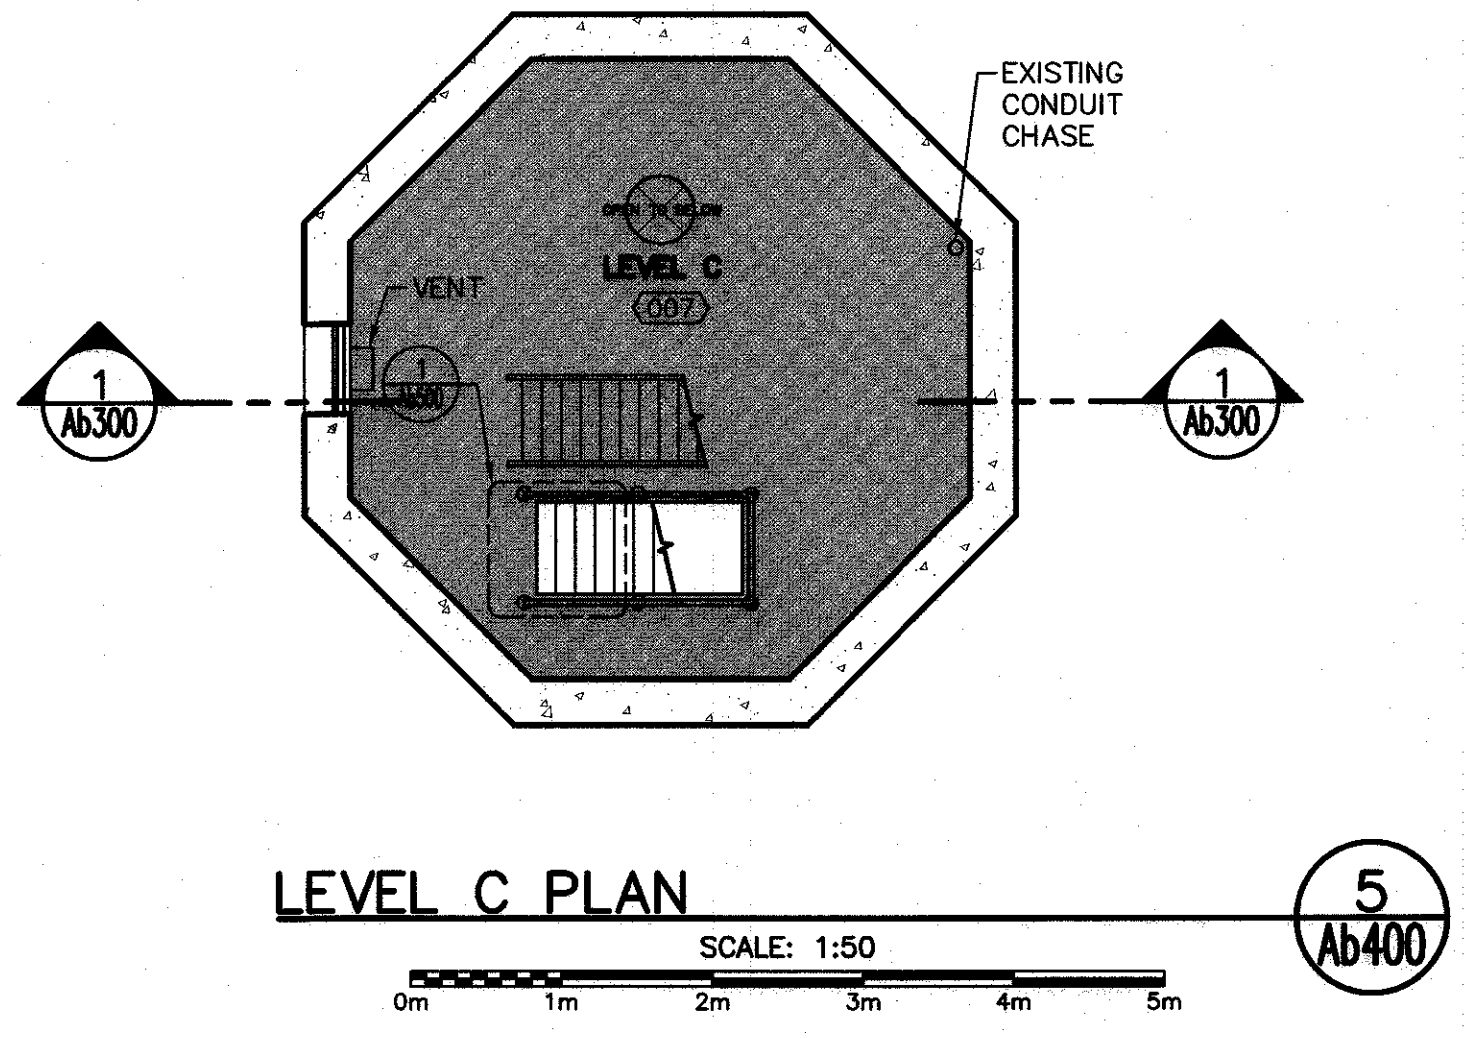 EXISTING
CONDUIT
CHASE
OPEN TO BELOW
LEVEL C
007
VENT
1
Ab300
1
Ab500
1
Ab300
LEVEL C PLAN
5
Ab400
SCALE: 1:50
0m 1m 2m 3m 4m 5m